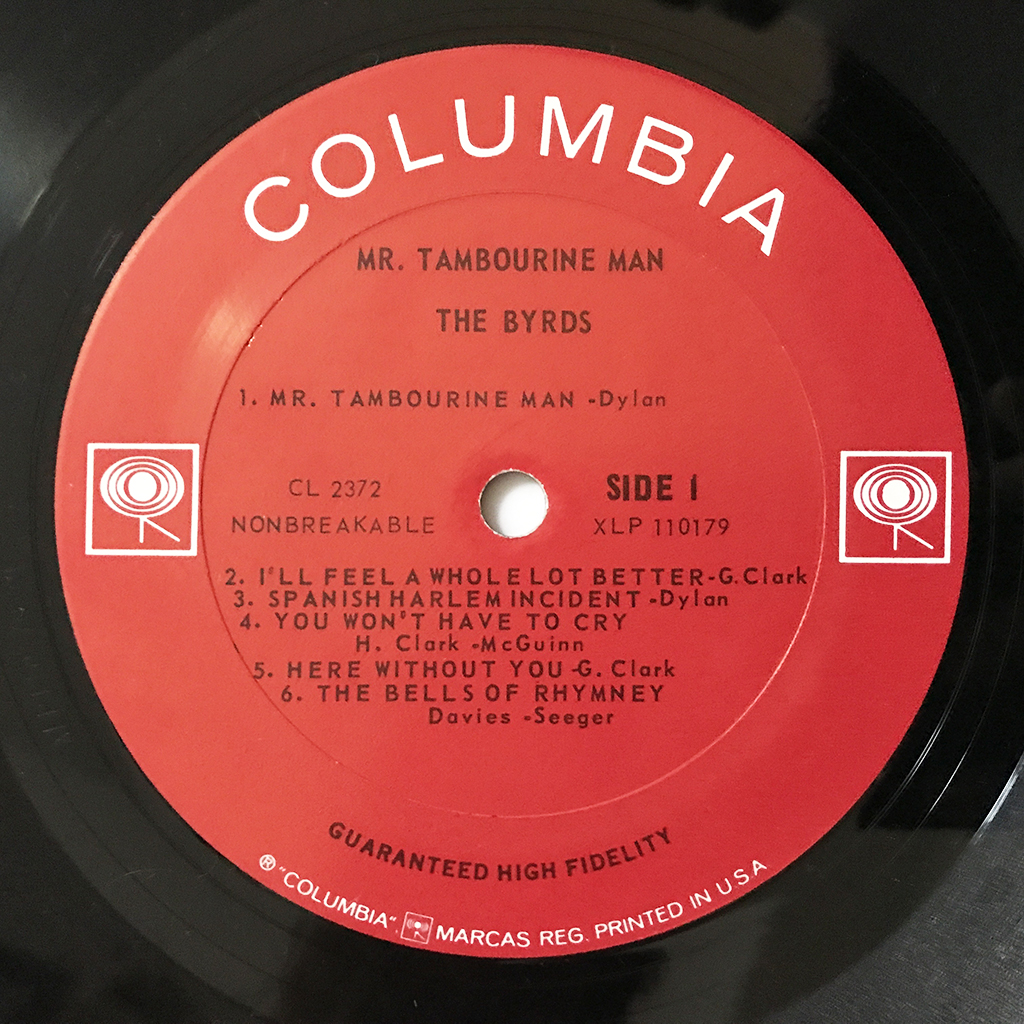 COLUMBIA
MR. TAMBOURINE MAN
THE BYRDS
1. MR. TAMBOURINE MAN -Dylan
CL 2372
NONBREAKABLE
SIDE 1
XLP 110179
2. I'LL FEEL A WHOLE LOT BETTER-G. Clark
3. SPANISH HARLEM INCIDENT -Dylan
4. YOU WON'T HAVE TO CRY
H. Clark -McGuinn
5. HERE WITHOUT YOU -G. Clark
6. THE BELLS OF RHYMNEY
Davies -Seeger
GUARANTEED HIGH FIDELITY
® "COLUMBIA", MARCAS REG. PRINTED IN U.S.A